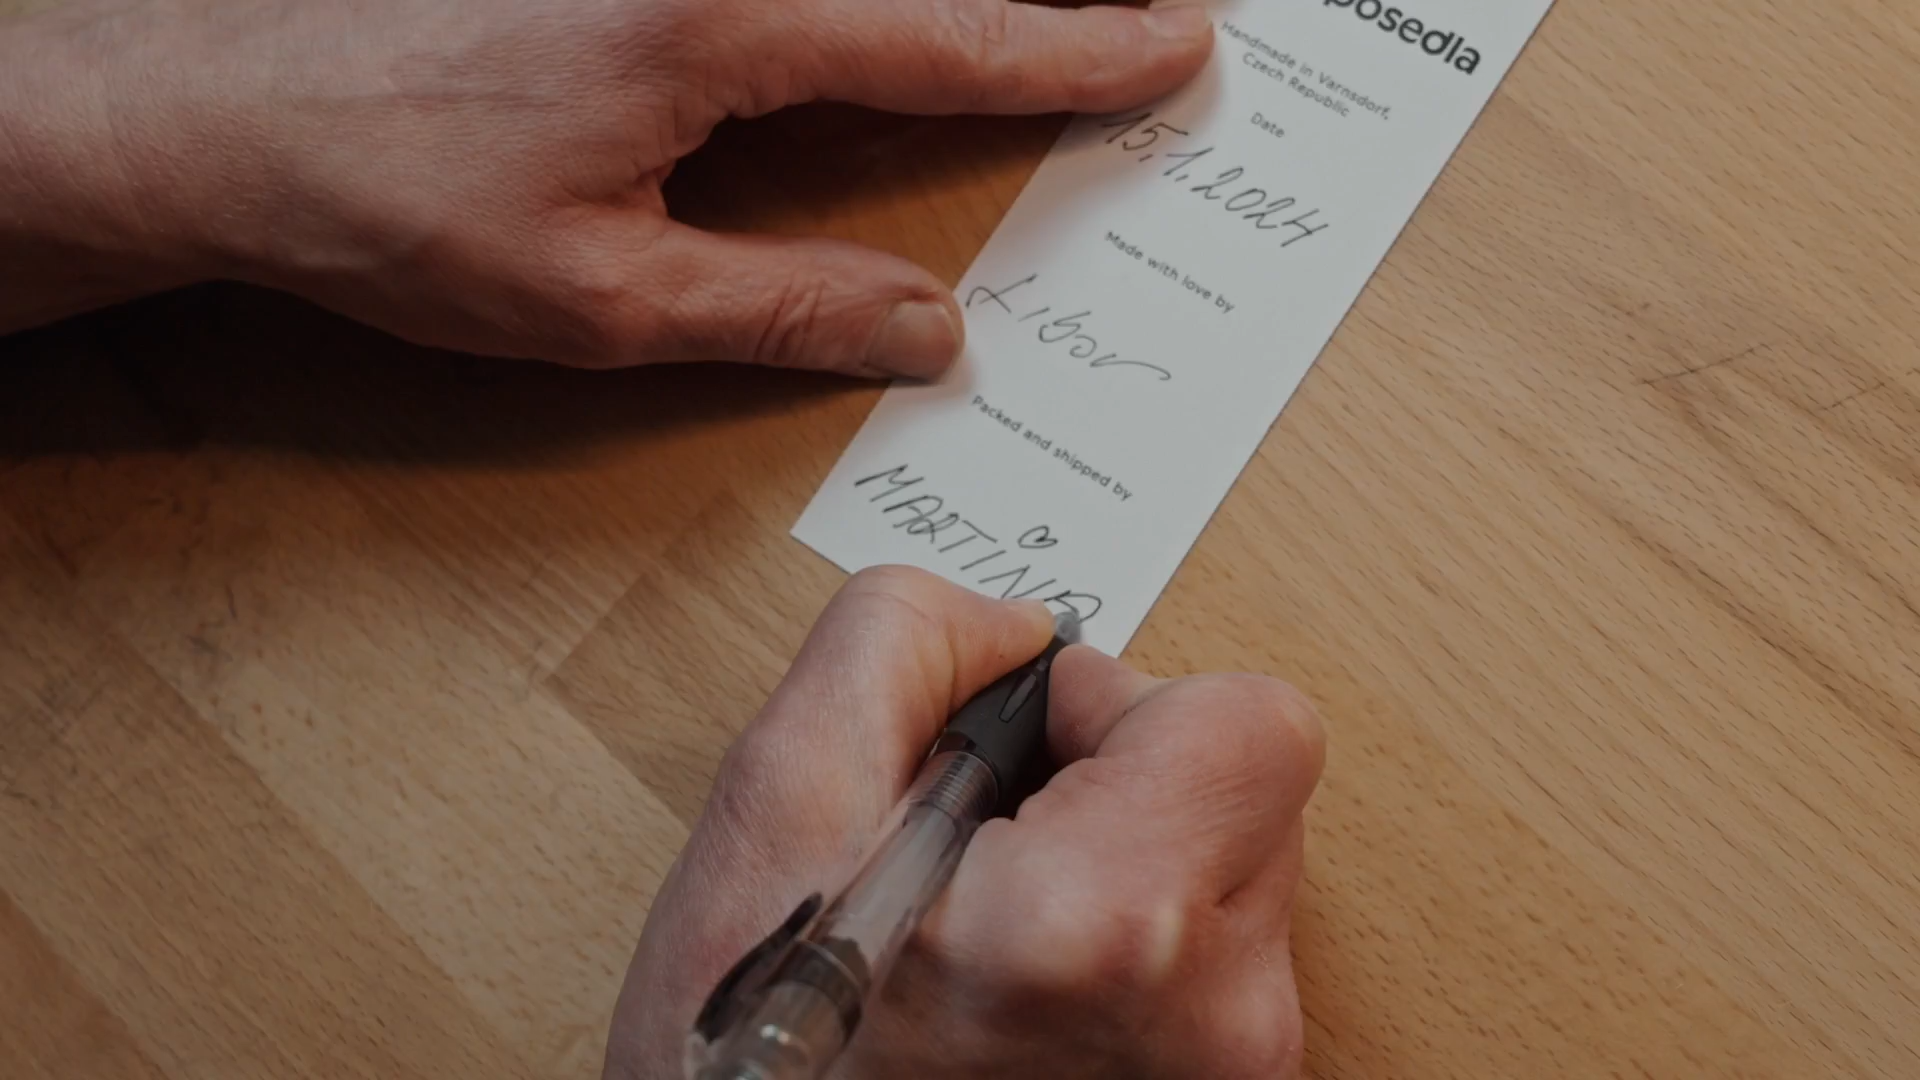 posedla
Handmade in Varnsdorf,
Czech Republic
Date
15.1.2024
Made with love by
Libor
Packed and shipped by
MARTiNA